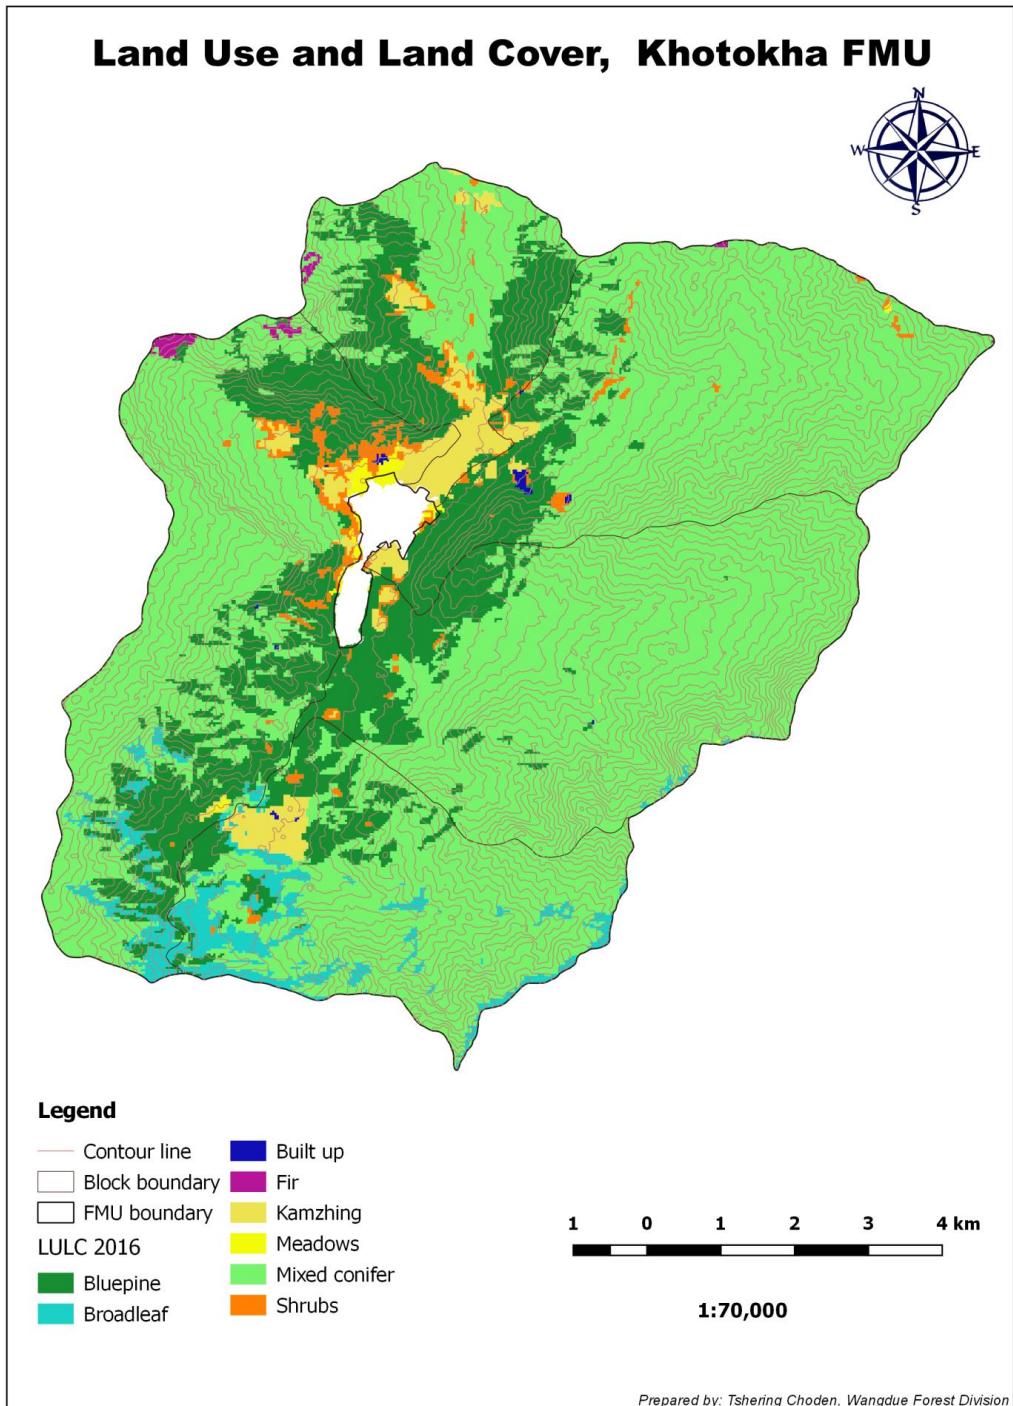 Land Use and Land Cover,  Khotokha FMU
N
W
E
S
Legend
Contour line
Block boundary
FMU boundary
LULC 2016
Bluepine
Broadleaf
Built up
Fir
Kamzhing
Meadows
Mixed conifer
Shrubs
1 0 1 2 3 4 km
1:70,000
Prepared by: Tshering Choden, Wangdue Forest Division